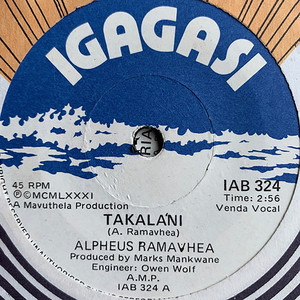 IGAGASI
45 RPM
ⓅⒸMCMLXXXI
A Mavuthela Production
IAB 324
Time: 2:56
Venda Vocal
TAKALANI
(A. Ramavhea)
ALPHEUS RAMAVHEA
Produced by Marks Mankwane
Engineer: Owen Wolf
A.M.P.
IAB 324 A